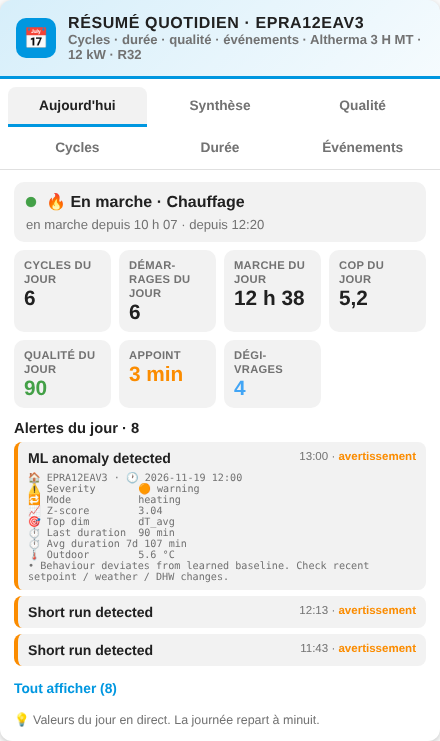 RÉSUMÉ QUOTIDIEN · EPRA12EAV3
Cycles · durée · qualité · événements · Altherma 3 H MT ·
12 kW · R32
Aujourd'hui
Synthèse
Qualité
Cycles
Durée
Événements
🔥 En marche · Chauffage
en marche depuis 10 h 07 · depuis 12:20
CYCLES DU
JOUR
6
DÉMAR-
RAGES DU
JOUR
6
MARCHE DU
JOUR
12 h 38
COP DU
JOUR
5,2
QUALITÉ DU
JOUR
90
APPOINT
3 min
DÉGI-
VRAGES
4
Alertes du jour · 8
ML anomaly detected 13:00 · avertissement
🏠 EPRA12EAV3 · 🕐 2026-11-19 12:00
⚠️ Severity 🟠 warning
🔁 Mode heating
📈 Z-score 3.04
🎯 Top dim dT_avg
⏱️ Last duration 90 min
⏱️ Avg duration 7d 107 min
🌡️ Outdoor 5.6 °C
• Behaviour deviates from learned baseline. Check recent
setpoint / weather / DHW changes.
Short run detected 12:13 · avertissement
Short run detected 11:43 · avertissement
Tout afficher (8)
💡 Valeurs du jour en direct. La journée repart à minuit.